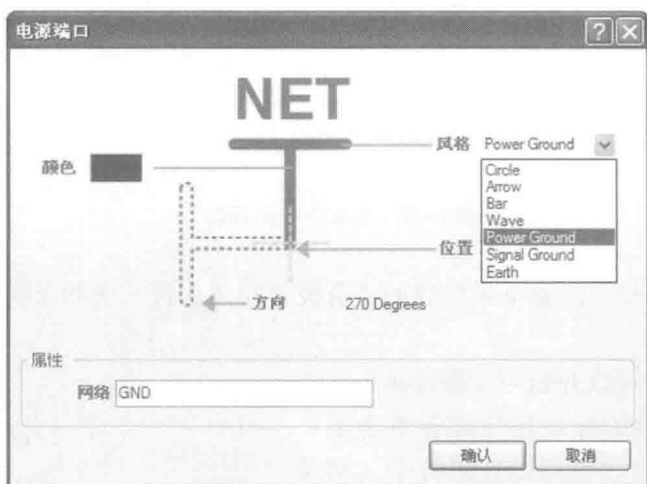 电源端口
NET
风格 Power Ground
颜色
Circle
Arrow
Bar
Wave
Power Ground
Signal Ground
Earth
位置
方向 270 Degrees
属性
网络 GND
确认 取消